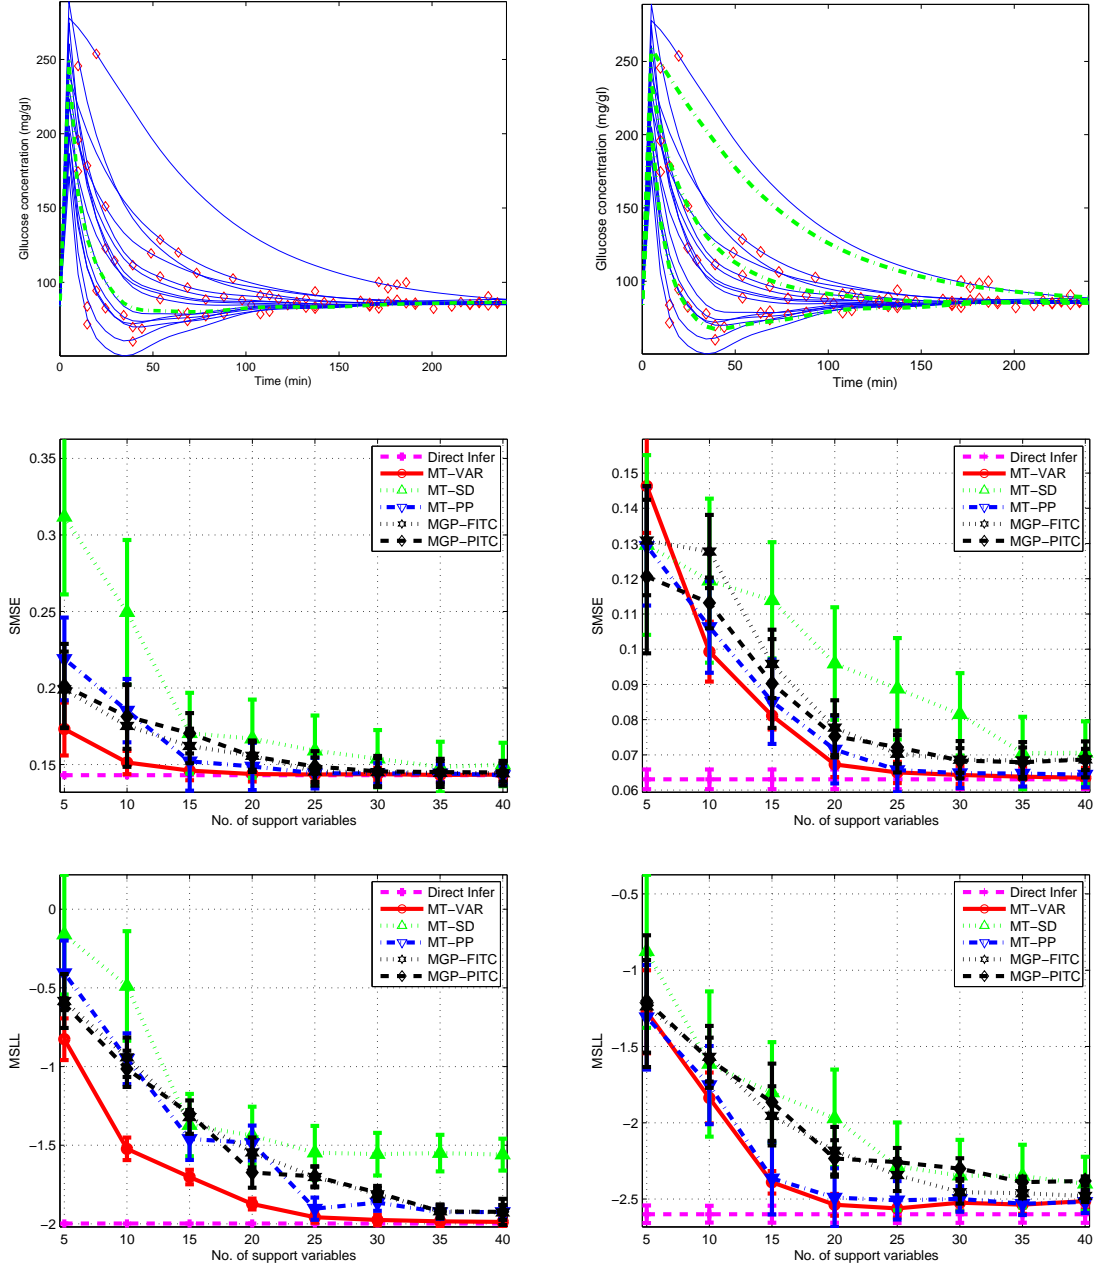 250
200
150
100
0
50
100
150
200
Gllucose concentration (mg/gl)
Time (min)
250
200
150
100
0
50
100
150
200
Gllucose concentration (mg/gl)
Time (min)
0.35
0.3
0.25
0.2
0.15
5
10
15
20
25
30
35
40
SMSE
No. of support variables
Direct Infer
MT−VAR
MT−SD
MT−PP
MGP−FITC
MGP−PITC
0.15
0.14
0.13
0.12
0.11
0.1
0.09
0.08
0.07
0.06
5
10
15
20
25
30
35
40
SMSE
No. of support variables
Direct Infer
MT−VAR
MT−SD
MT−PP
MGP−FITC
MGP−PITC
0
−0.5
−1
−1.5
−2
5
10
15
20
25
30
35
40
MSLL
No. of support variables
Direct Infer
MT−VAR
MT−SD
MT−PP
MGP−FITC
MGP−PITC
−0.5
−1
−1.5
−2
−2.5
5
10
15
20
25
30
35
40
MSLL
No. of support variables
Direct Infer
MT−VAR
MT−SD
MT−PP
MGP−FITC
MGP−PITC